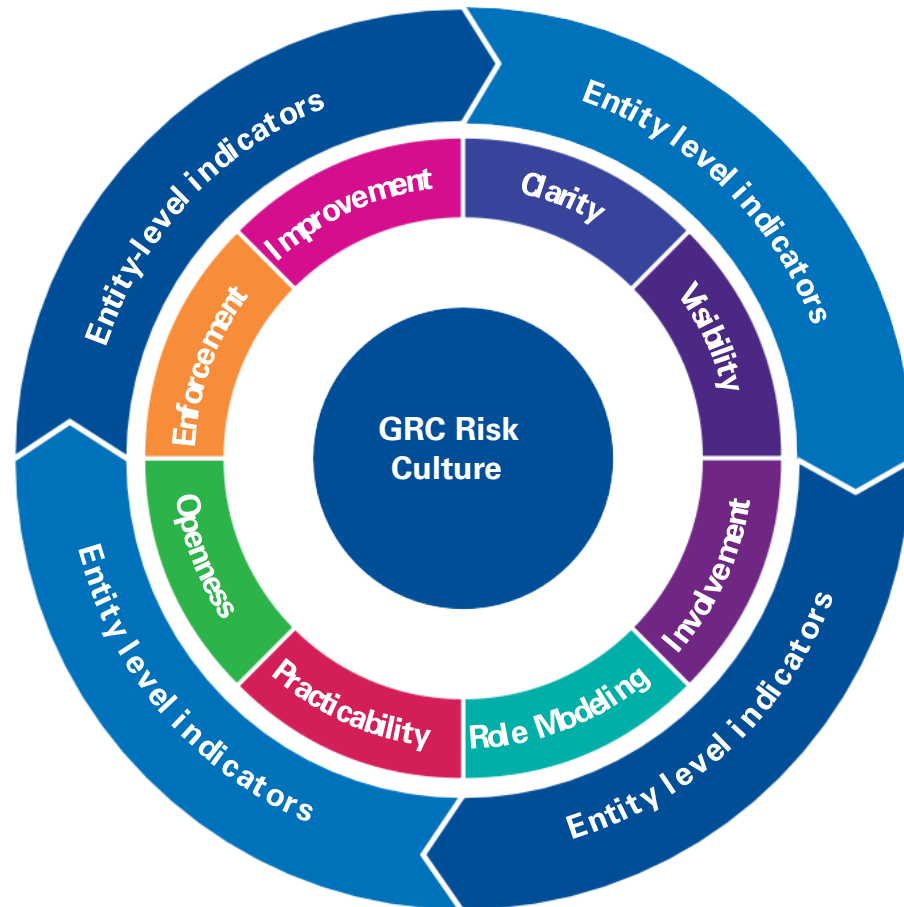 Entity-level indicators
Entity level indicators
Improvement
Clarity
Enforcement
Visibility
GRC Risk
Culture
Openness
Involvement
Practicability
Role Modeling
Entity level indicators
Entity level indicators